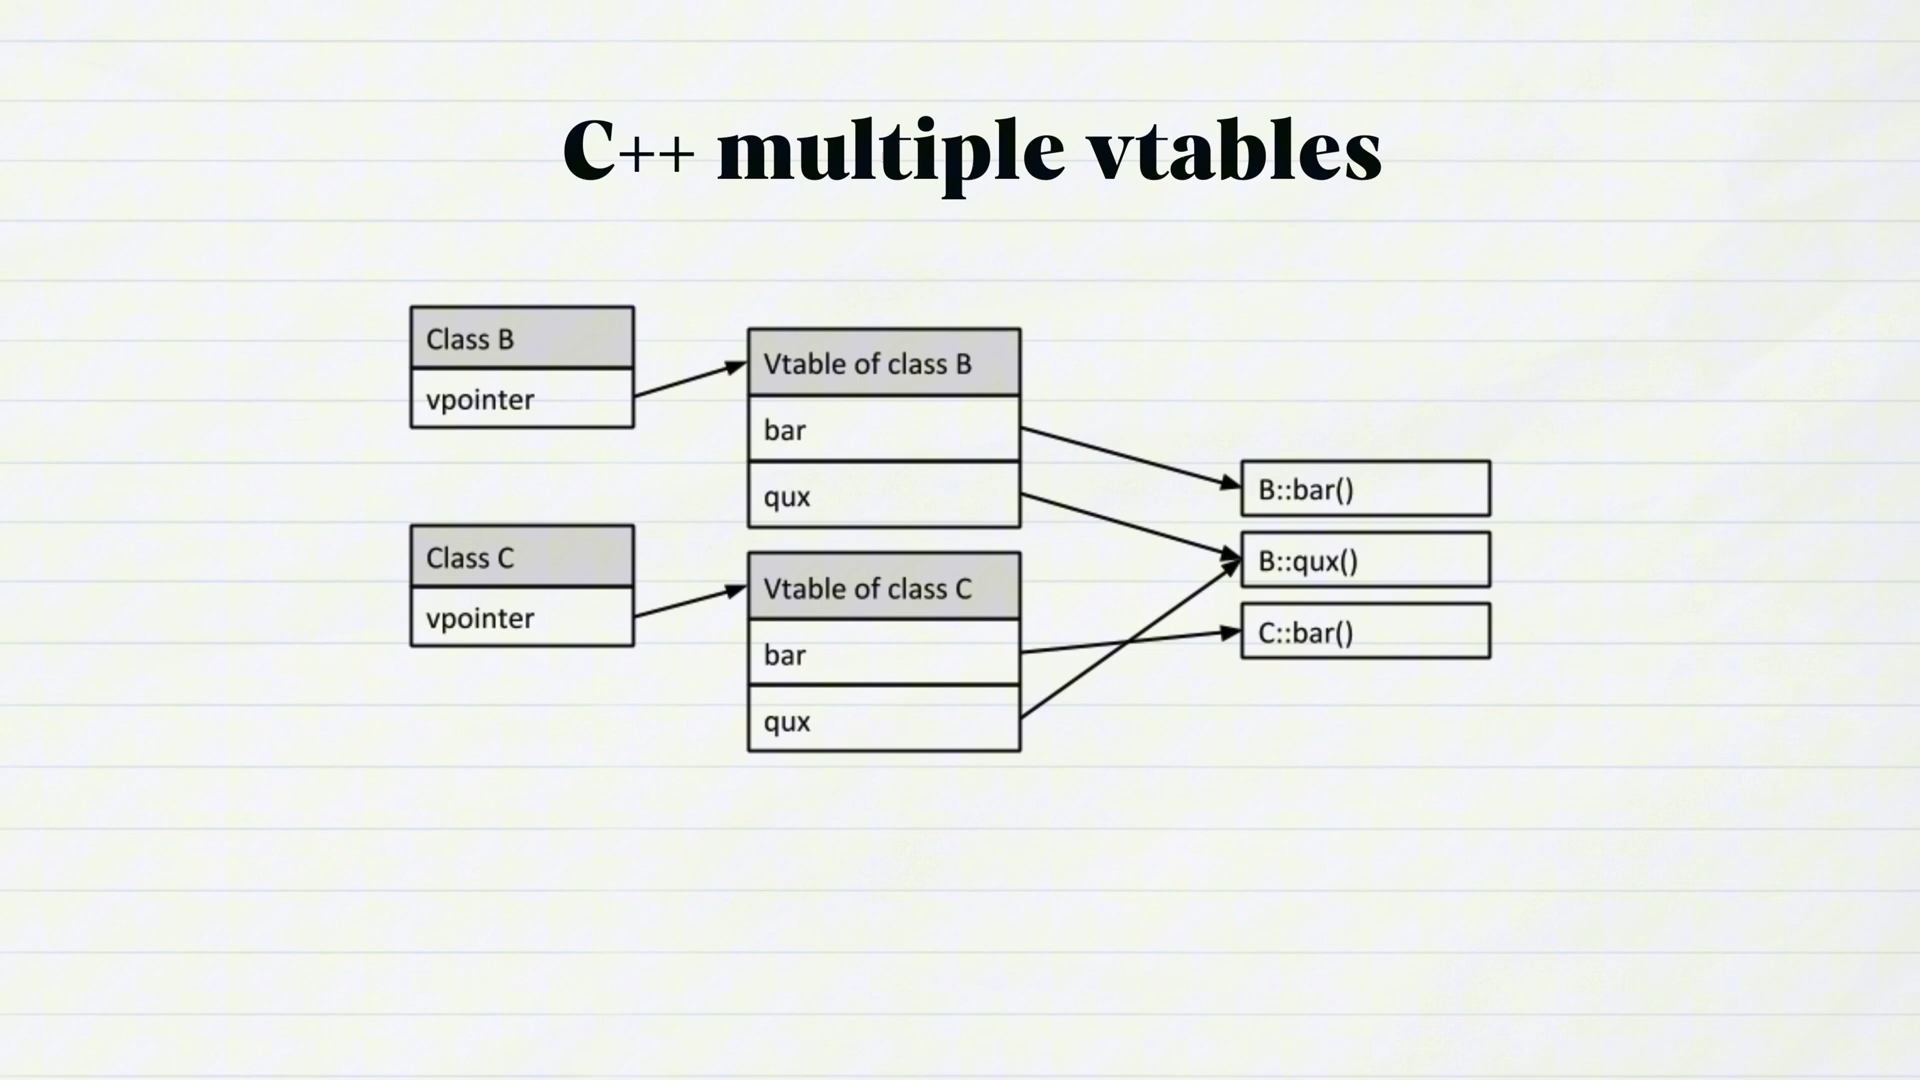 C++ multiple vtables
Class B
vpointer
Vtable of class B
bar
qux
Class C
vpointer
Vtable of class C
bar
qux
B::bar()
B::qux()
C::bar()